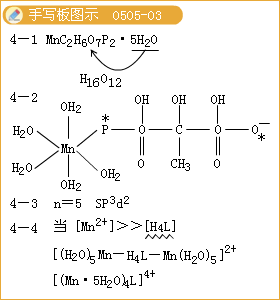 手写板图示 0505-03
4-1 MnC2H6O7P2·5H2O
H16O12
4-2
OH2 OH OH OH
H2O P* O C O O⁻*
Mn
H2O OH2 O CH3 O
OH2
4-3 n=5 SP³d²
4-4 当 [Mn²⁺]>>[H4L]
[(H2O)5Mn-H4L-Mn(H2O)5]²⁺
[(Mn·5H2O)4L]⁴⁺